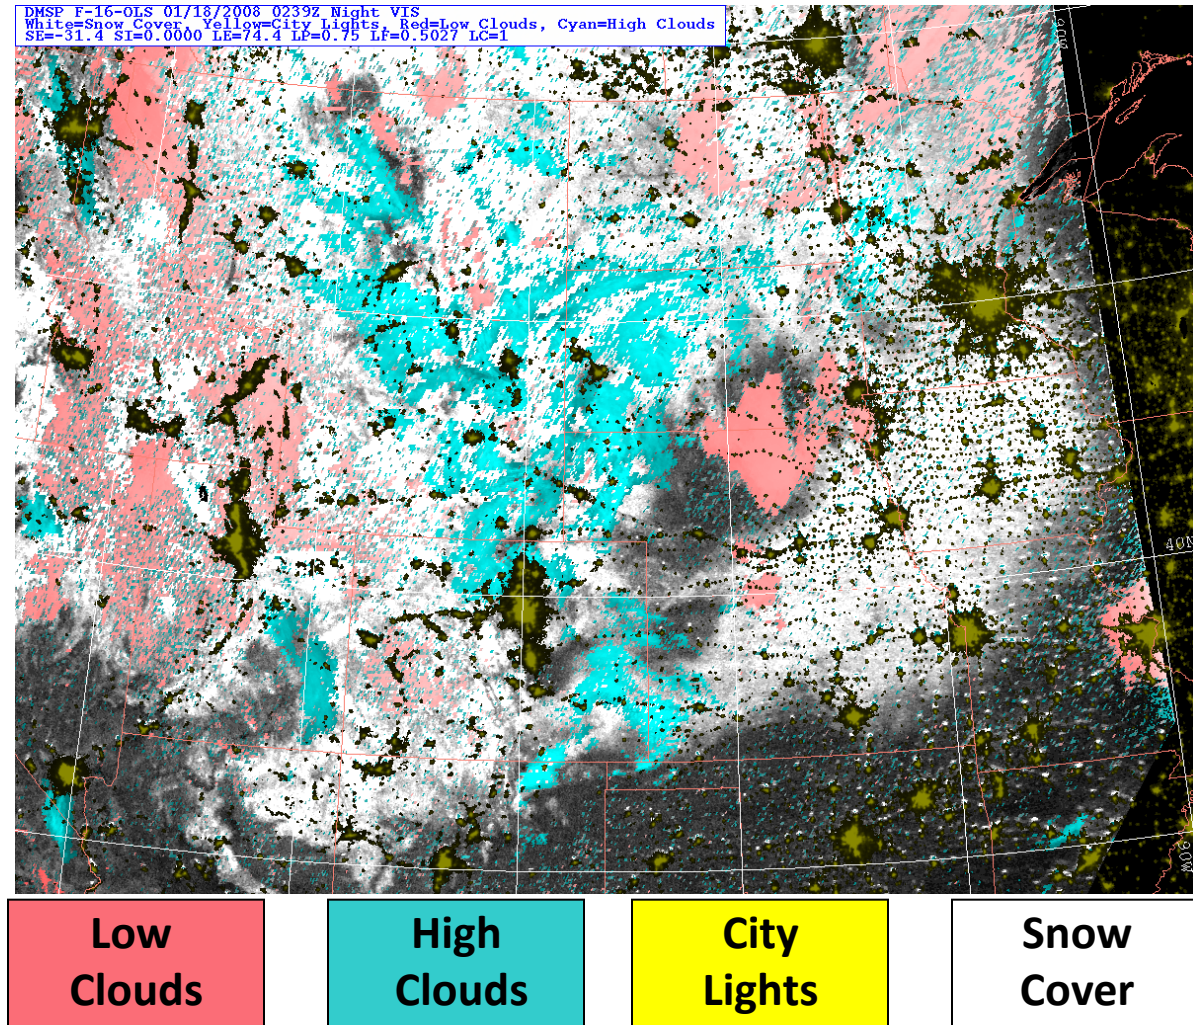 DMSP F-16-OLS 01/18/2008 0239Z Night VIS
White=Snow Cover, Yellow=City Lights, Red=Low Clouds, Cyan=High Clouds
SE=-31.4 SI=0.0000 LE=74.4 LP=0.75 LF=0.5027 LC=1
90W
40N
90W
Low
Clouds
High
Clouds
City
Lights
Snow
Cover